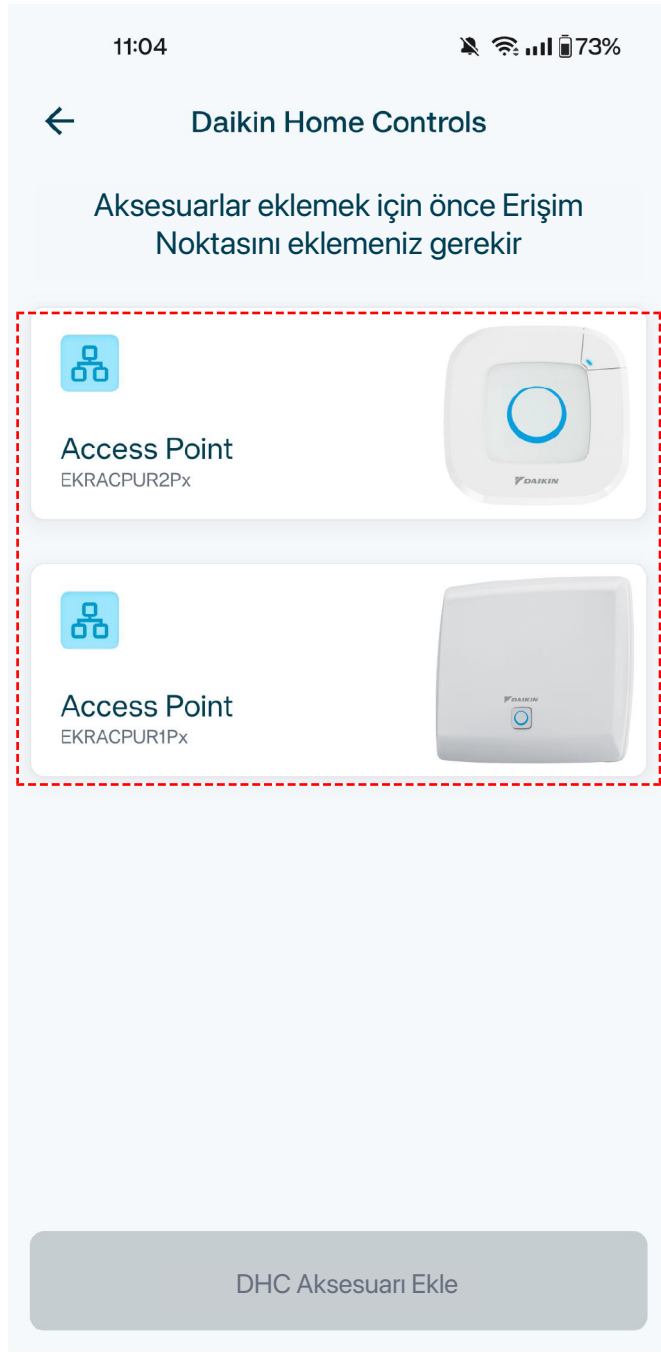 11:04
73%
Daikin Home Controls
Aksesuarlar eklemek için önce Erişim
Noktasını eklemeniz gerekir
Access Point
EKRACPUR2Px
DAIKIN
Access Point
EKRACPUR1Px
DAIKIN
DHC Aksesuarı Ekle